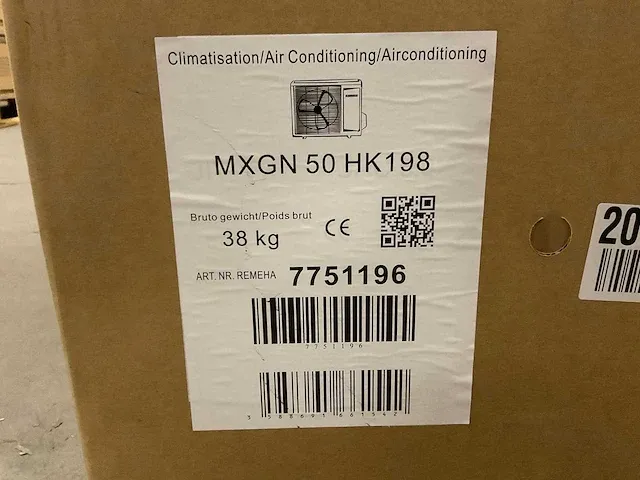 Climatisation/Air Conditioning/Airconditioning
MXGN 50 HK198
Bruto gewicht/Poids brut
38 kg
CE
ART. NR. REMEHA 7751196
7751196
20